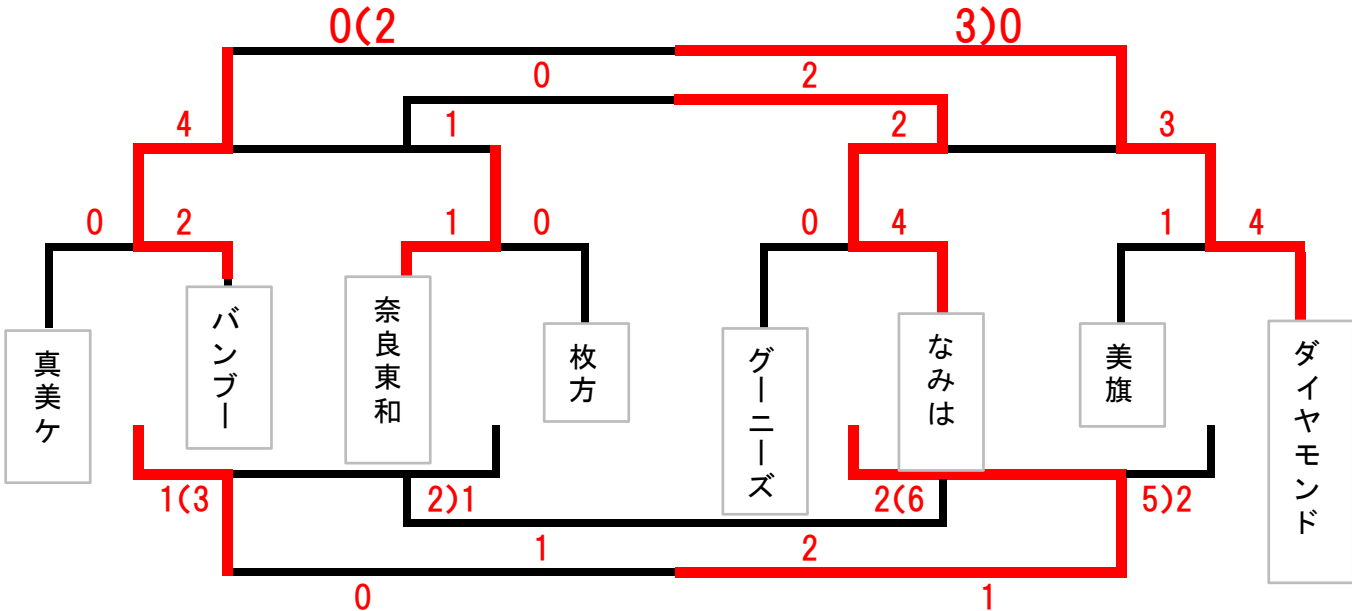 0(2 3)0
0 2
4 1 2 3
0 2 1 0 0 4 1 4
真美ケ
バンブー
奈良東和
枚方
グーニーズ
なみは
美旗
ダイヤモンド
1(3 2)1 2(6 5)2
1 2
0 1